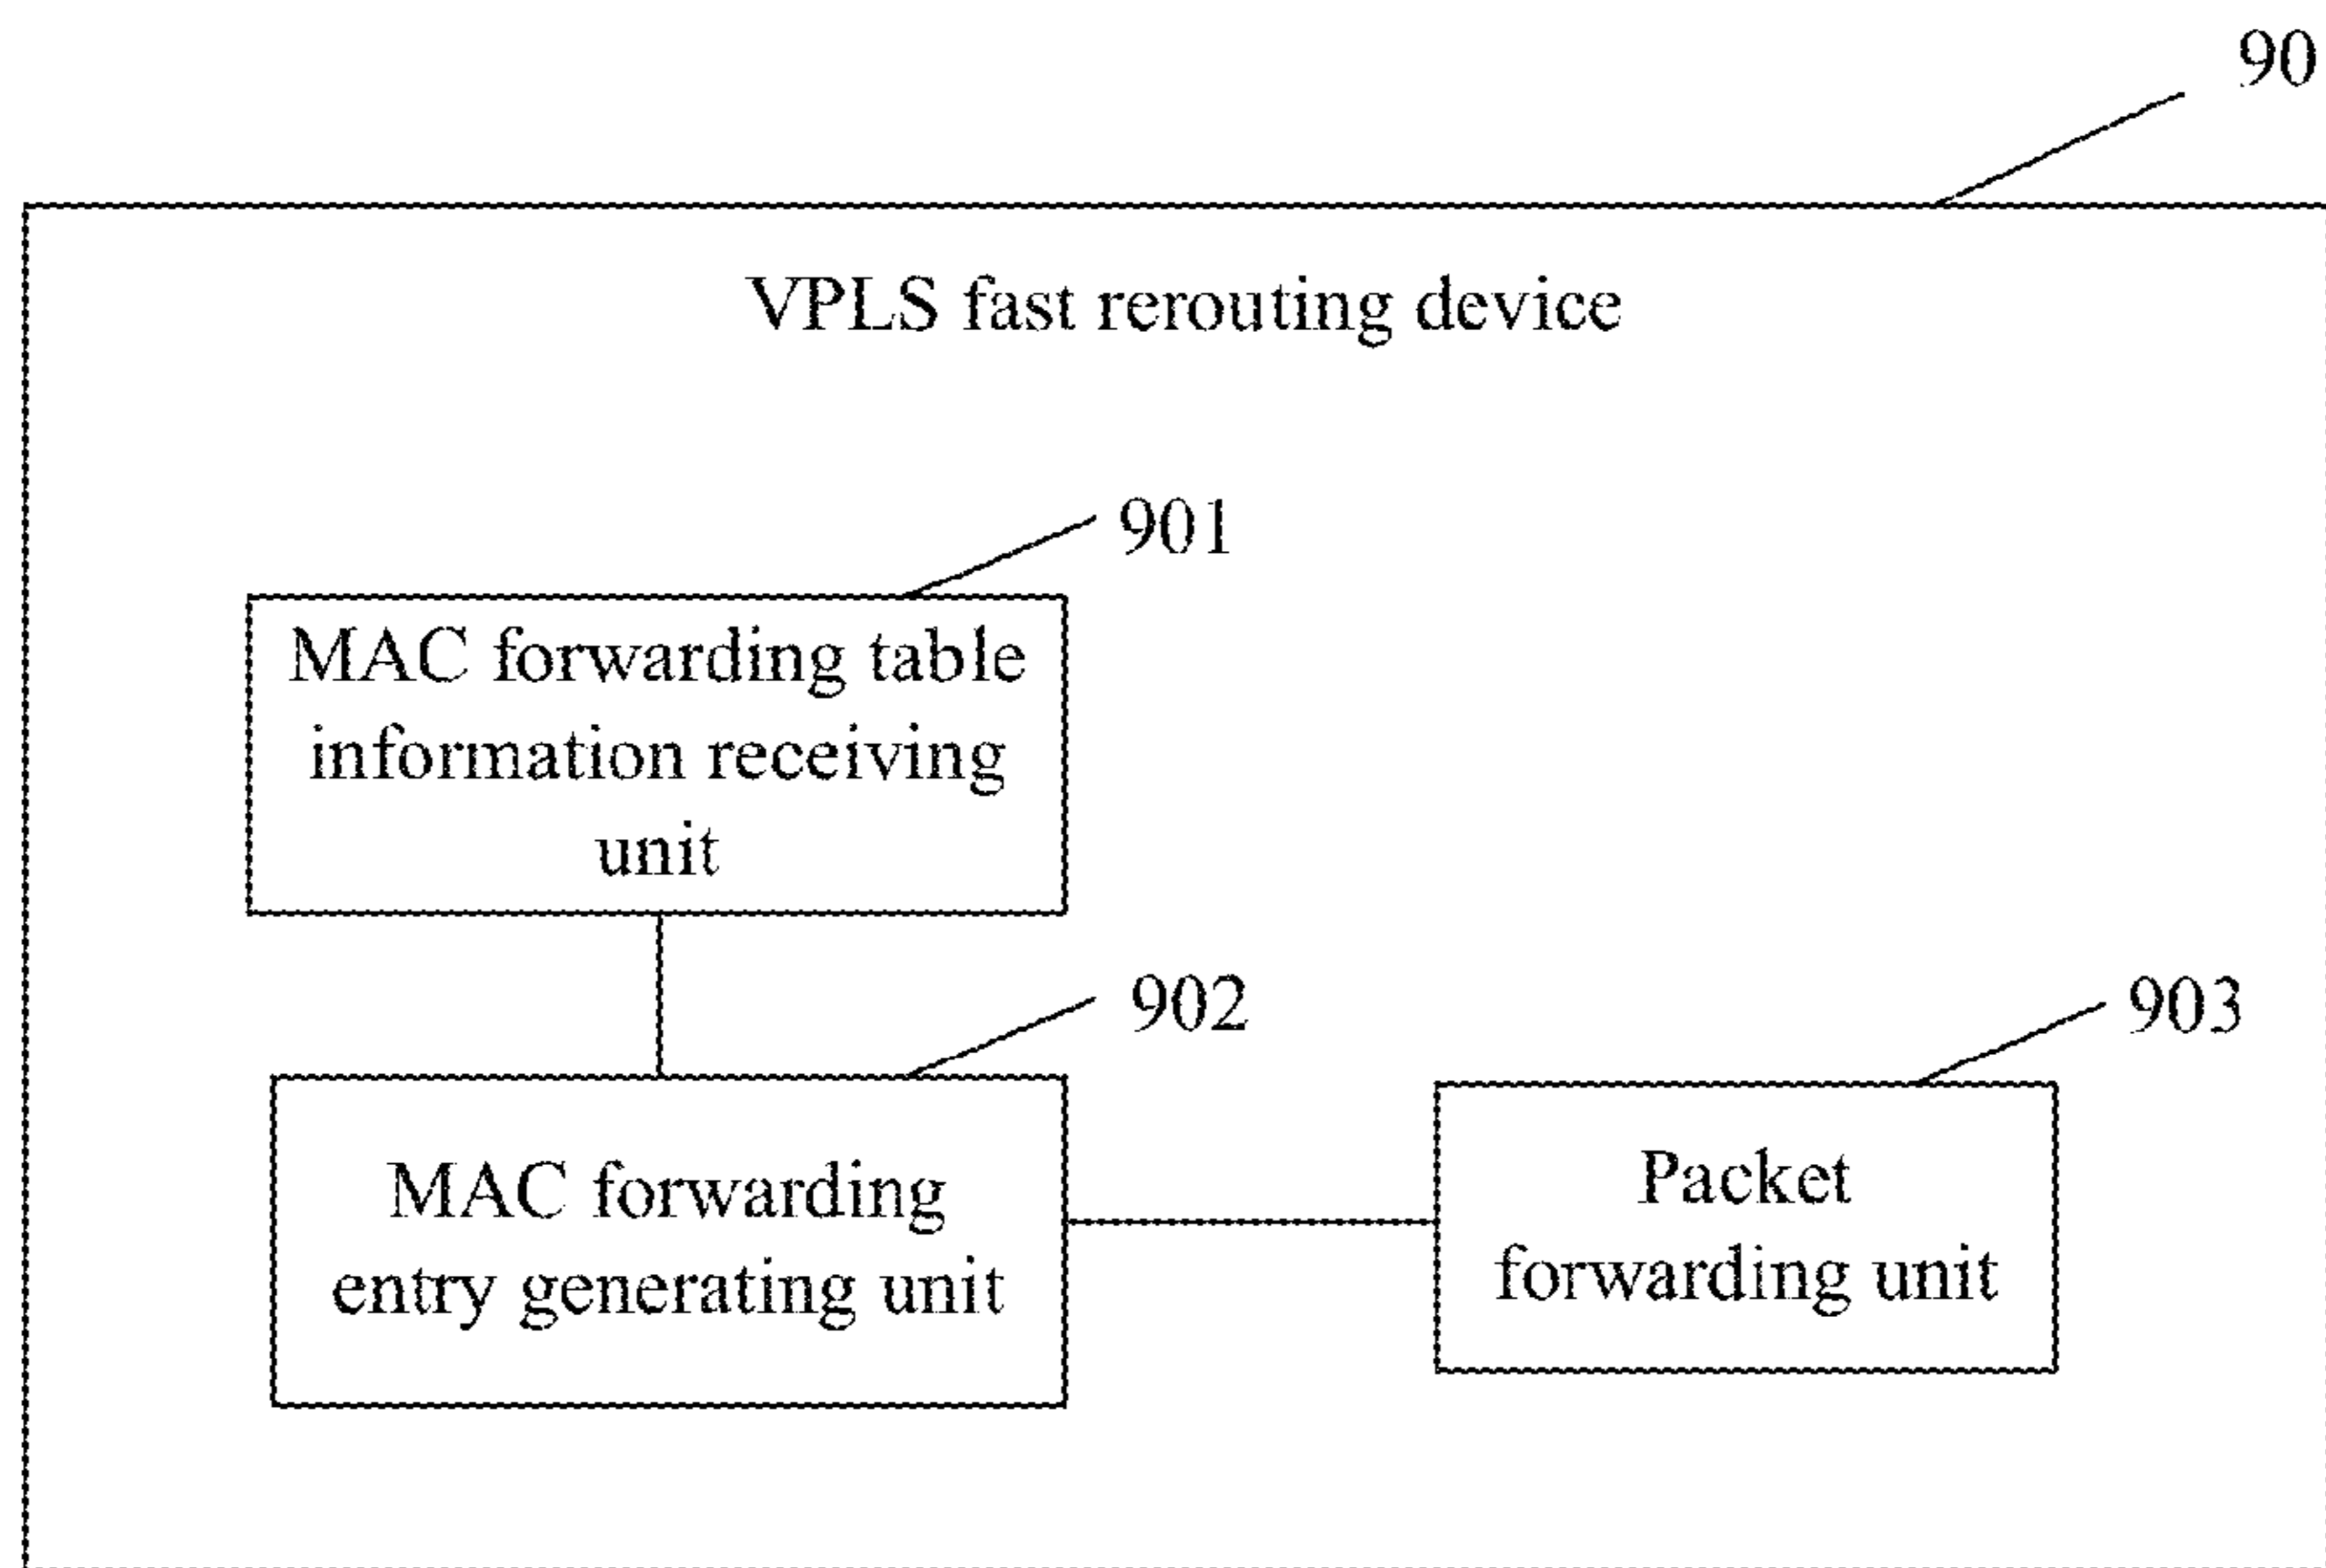 90
VPLS fast rerouting device
901
MAC forwarding table
information receiving
unit
902
903
MAC forwarding
entry generating unit
Packet
forwarding unit